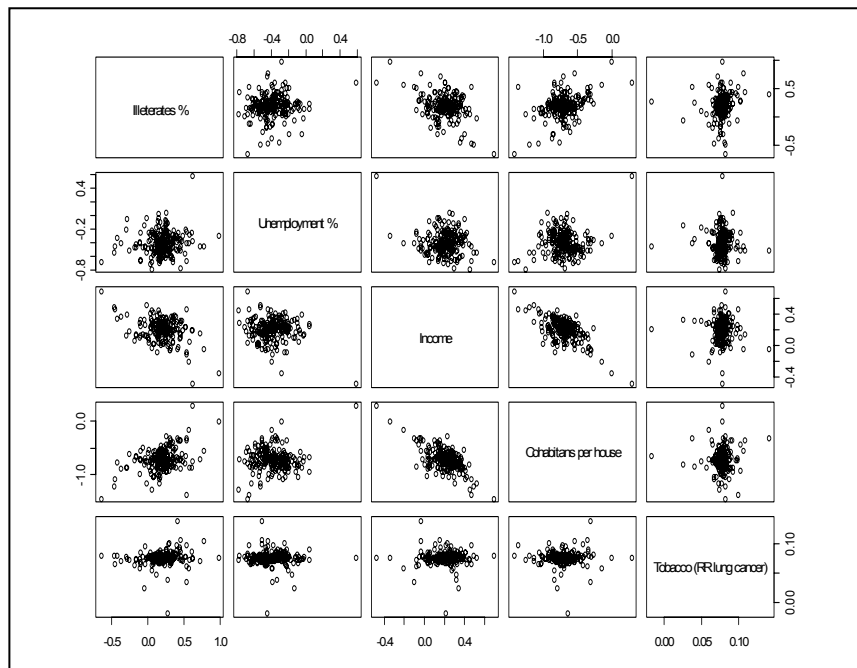 -0.8 -0.4 0.0 0.4
-1.0 -0.5 0.0
Illeterates %
-0.5 0.5
-0.8 -0.2 0.4
Unemployment %
Income
-0.4 0.0 0.4
-1.0 0.0
Cohabitans per house
Tobacco (RR lung cancer)
0.00 0.10
-0.5 0.0 0.5 1.0
0.0 0.4
0.00 0.05 0.10